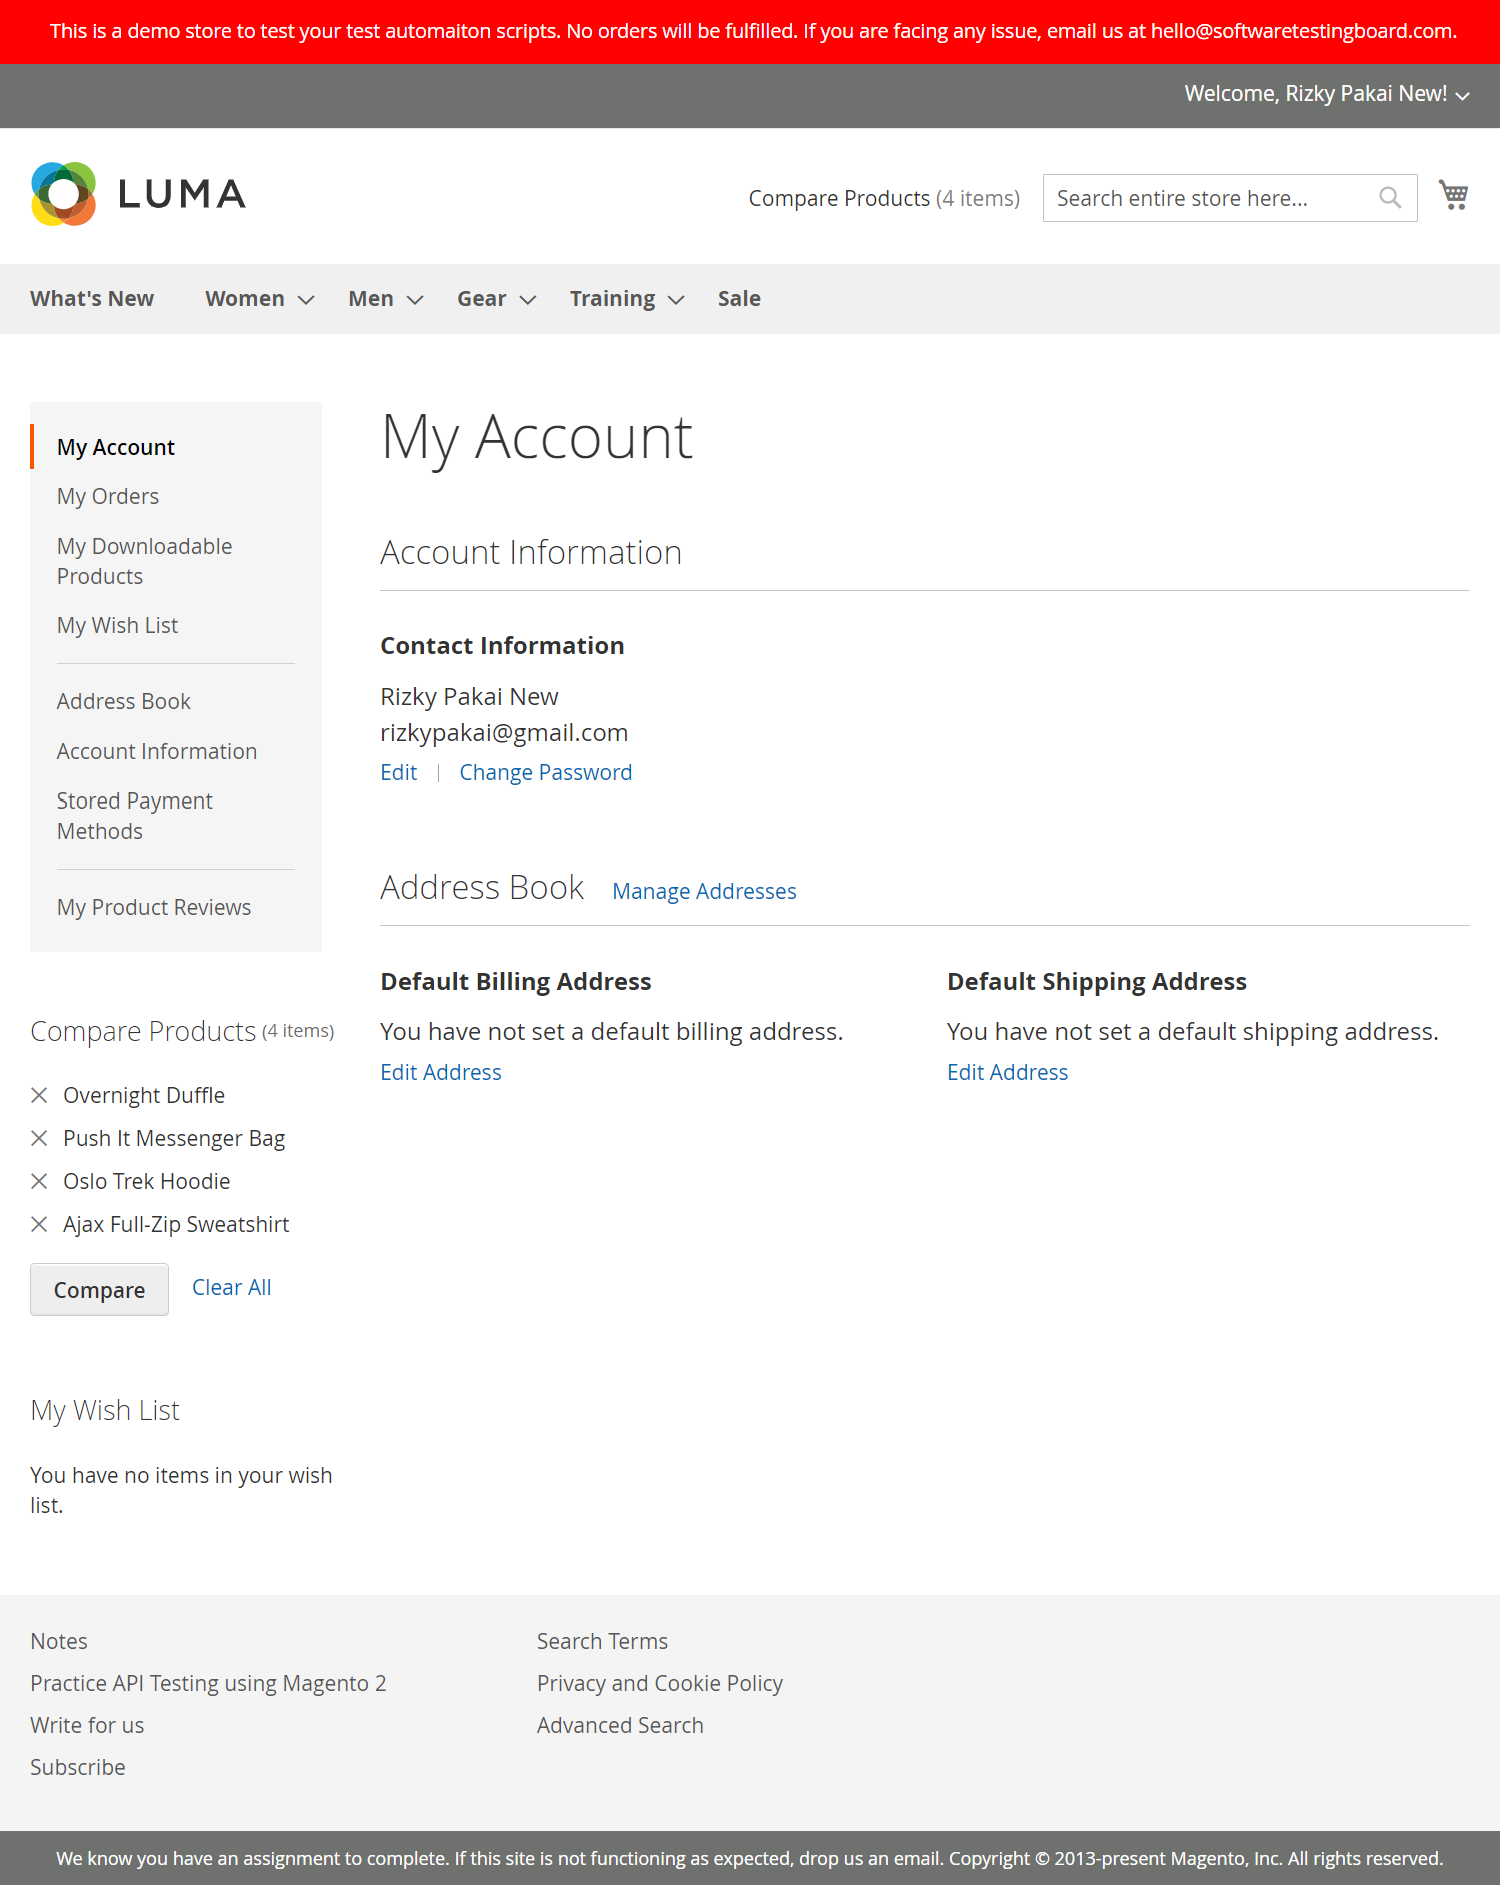 This is a demo store to test your test automaiton scripts. No orders will be fulfilled. If you are facing any issue, email us at hello@softwaretestingboard.com.
Welcome, Rizky Pakai New!
LUMA
Compare Products (4 items)
Search entire store here...
What's New Women Men Gear Training Sale
My Account
My Orders
My Downloadable
Products
My Wish List
Address Book
Account Information
Stored Payment
Methods
My Product Reviews
Compare Products (4 items)
Overnight Duffle
Push It Messenger Bag
Oslo Trek Hoodie
Ajax Full-Zip Sweatshirt
Compare Clear All
My Wish List
You have no items in your wish
list.
My Account
Account Information
Contact Information
Rizky Pakai New
rizkypakai@gmail.com
Edit Change Password
Address Book Manage Addresses
Default Billing Address
You have not set a default billing address.
Edit Address
Default Shipping Address
You have not set a default shipping address.
Edit Address
Notes
Practice API Testing using Magento 2
Write for us
Subscribe
Search Terms
Privacy and Cookie Policy
Advanced Search
We know you have an assignment to complete. If this site is not functioning as expected, drop us an email. Copyright © 2013-present Magento, Inc. All rights reserved.